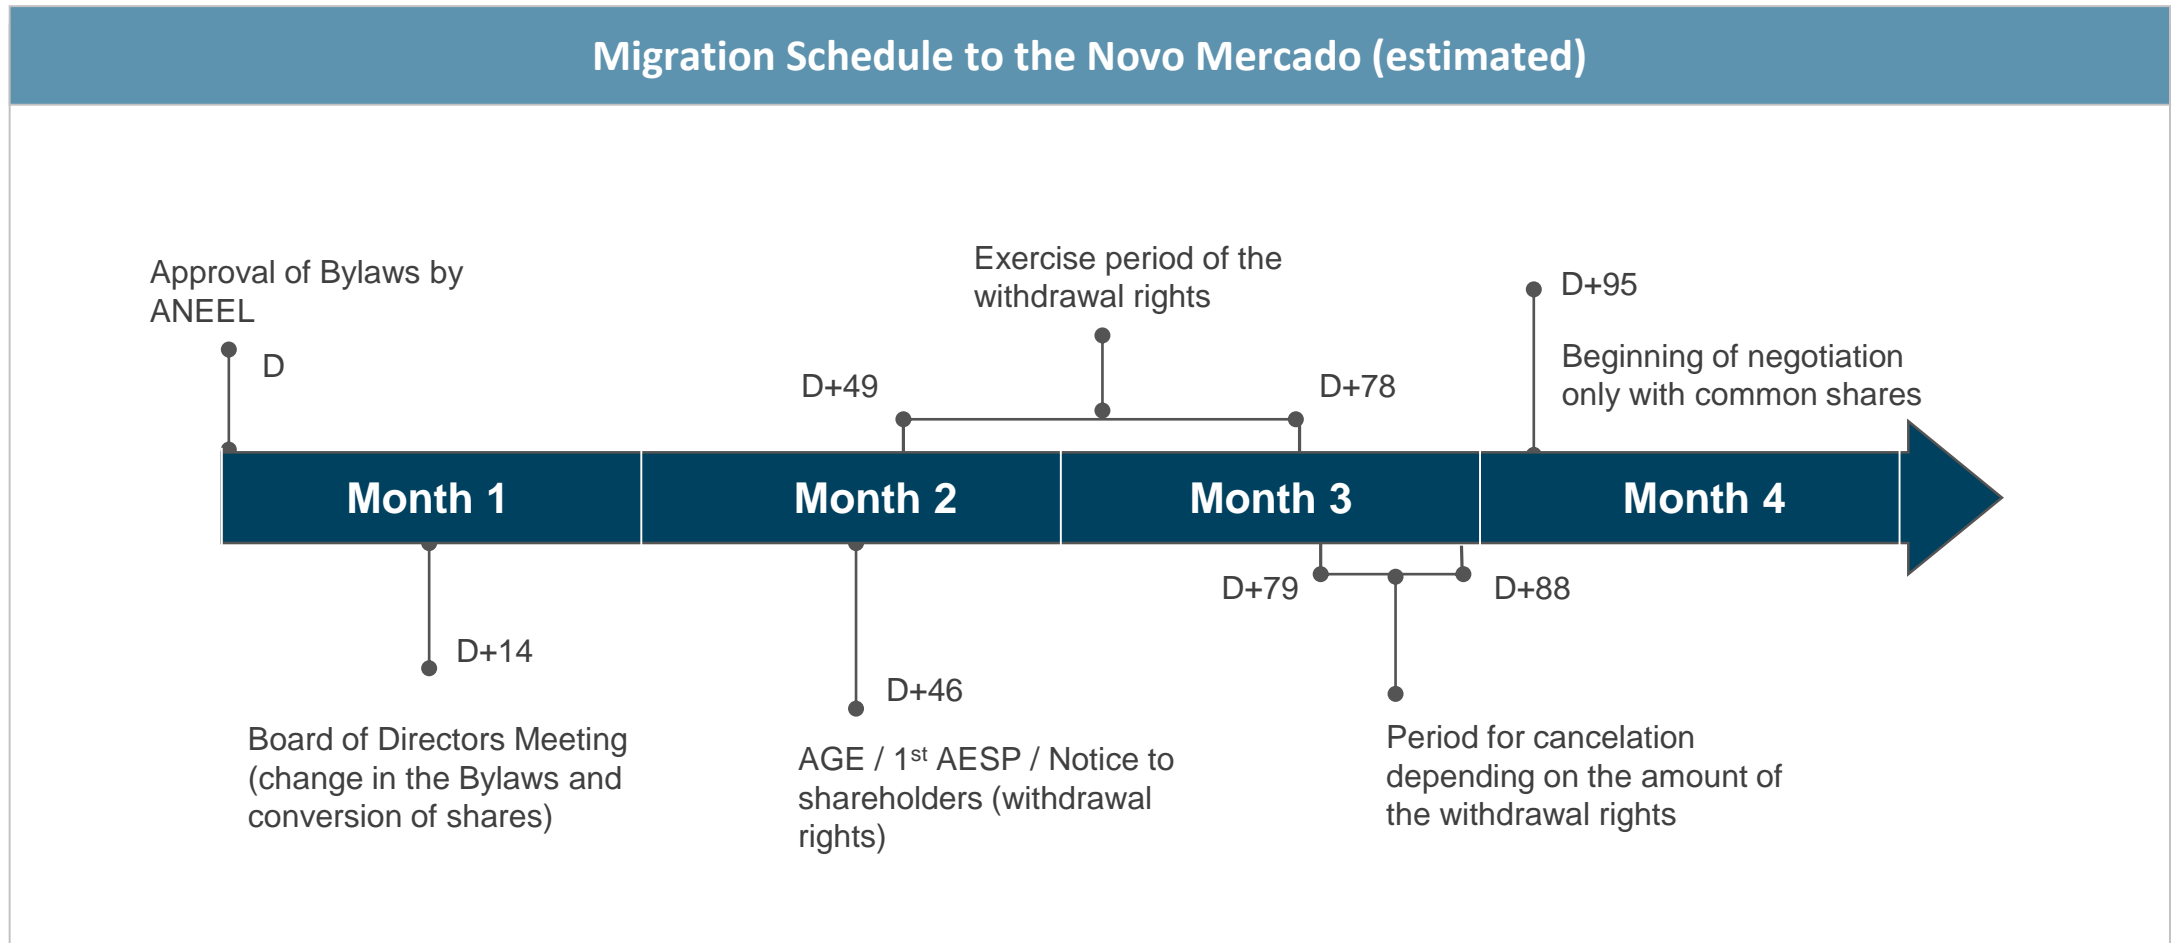 Migration Schedule to the Novo Mercado (estimated)
Approval of Bylaws by
ANEEL
D
Exercise period of the
withdrawal rights
D+49
D+78
D+95
Beginning of negotiation
only with common shares
Month 1
Month 2
Month 3
Month 4
D+14
Board of Directors Meeting
(change in the Bylaws and
conversion of shares)
D+46
AGE / 1st AESP / Notice to
shareholders (withdrawal
rights)
D+79
D+88
Period for cancelation
depending on the amount of
the withdrawal rights